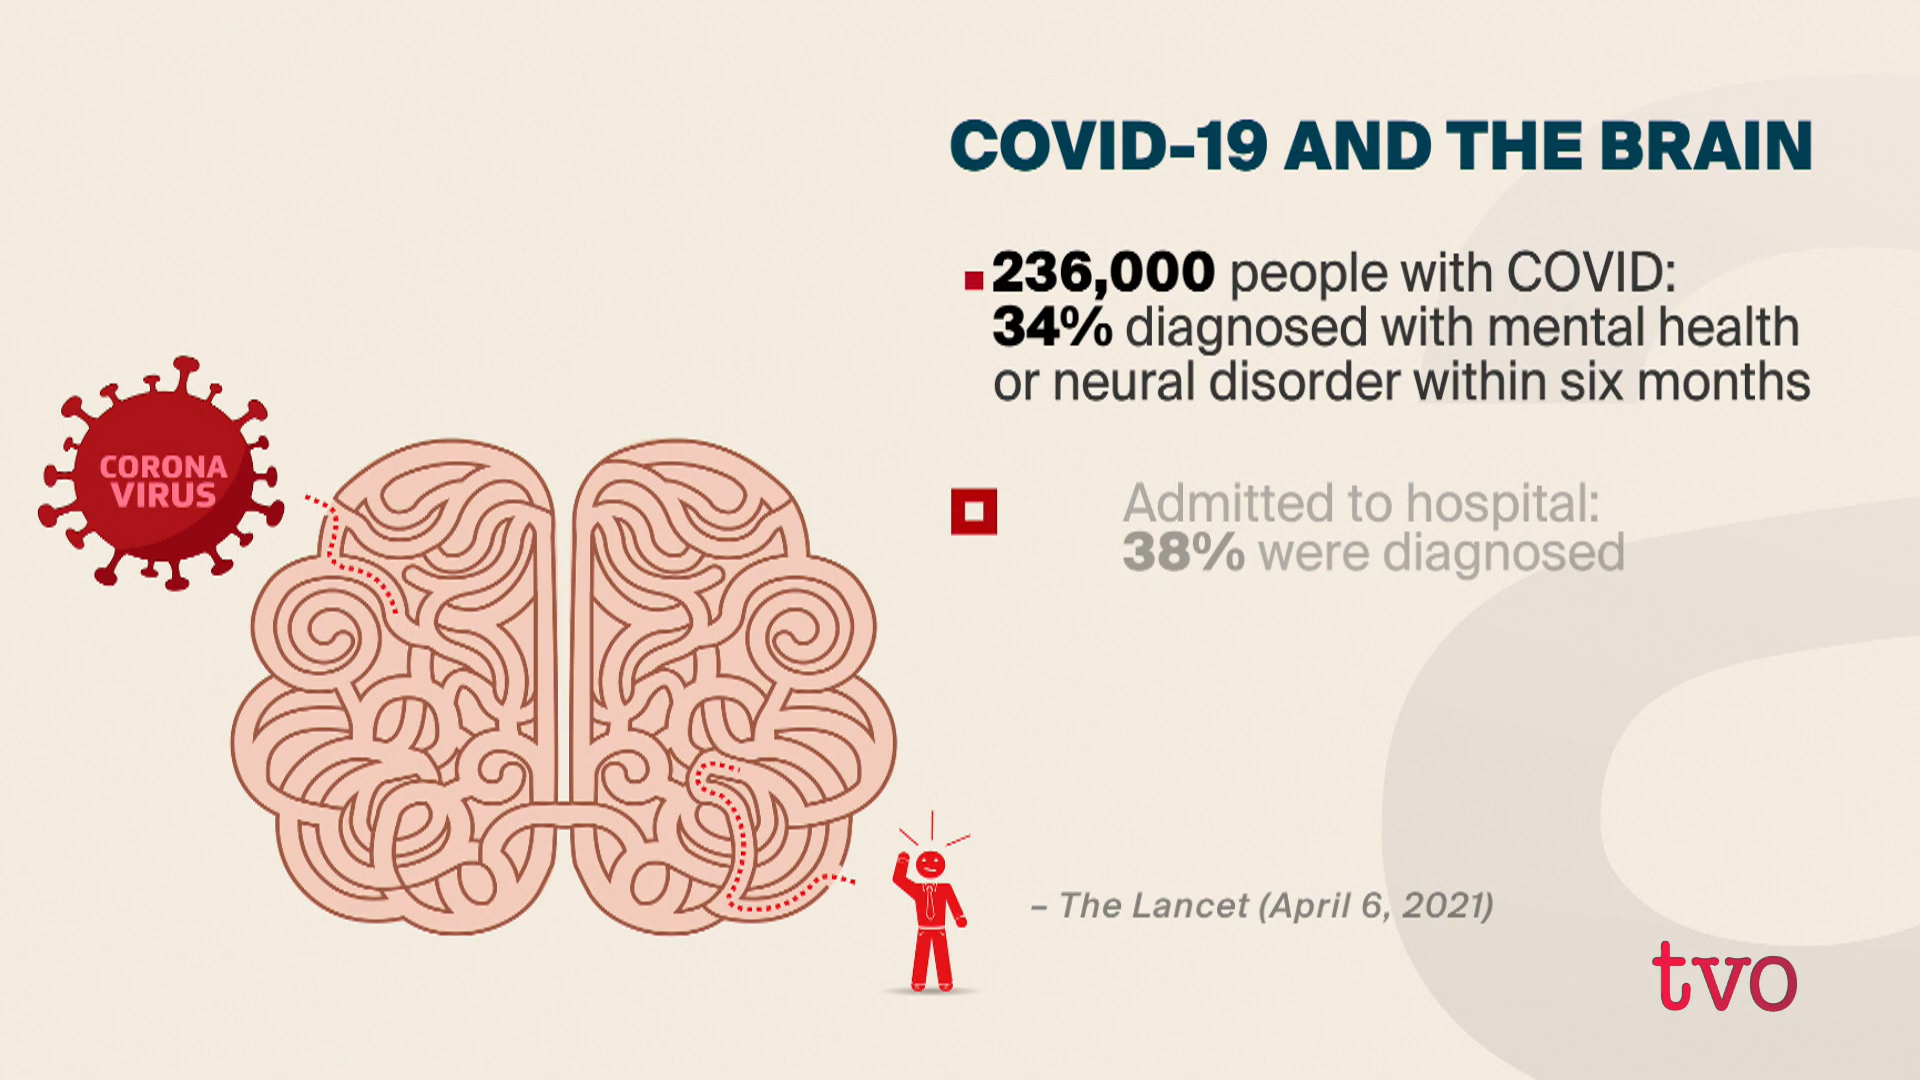 COVID-19 AND THE BRAIN
236,000 people with COVID:
34% diagnosed with mental health
or neural disorder within six months
CORONA
VIRUS
Admitted to hospital:
38% were diagnosed
– The Lancet (April 6, 2021)
tvo